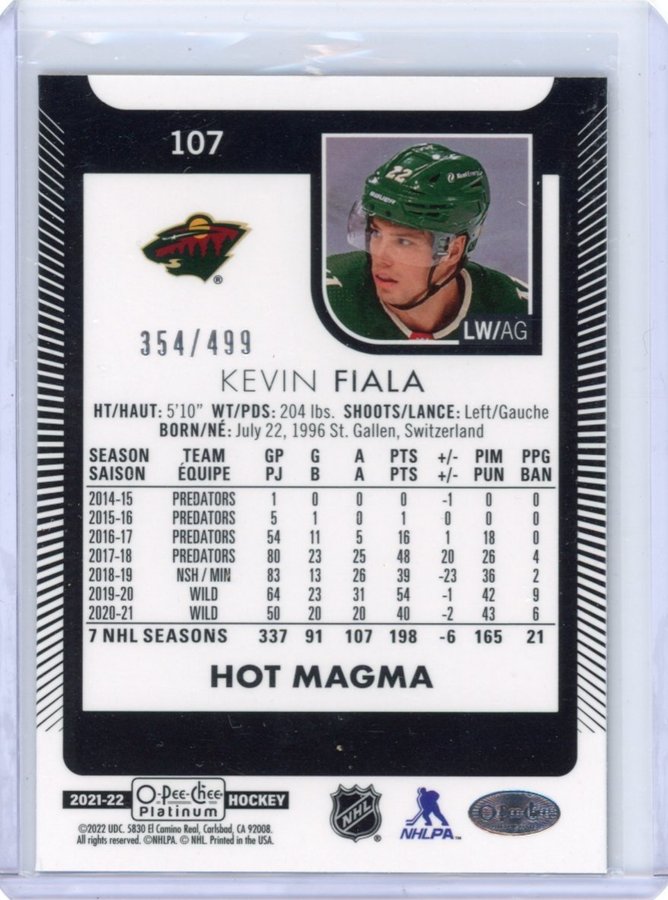 107
22
BAUER
LW/AG
®
354/499
KEVIN FIALA
HT/HAUT: 5'10" WT/PDS: 204 lbs. SHOOTS/LANCE: Left/Gauche
BORN/NÉ: July 22, 1996 St. Gallen, Switzerland
SEASON TEAM GP G A PTS +/- PIM PPG
SAISON ÉQUIPE PJ B A PTS +/- PUN BAN
2014-15 PREDATORS 1 0 0 0 -1 0 0
2015-16 PREDATORS 5 1 0 1 0 0 0
2016-17 PREDATORS 54 11 5 16 1 18 0
2017-18 PREDATORS 80 23 25 48 20 26 4
2018-19 NSH / MIN 83 13 26 39 -23 36 2
2019-20 WILD 64 23 31 54 -1 42 9
2020-21 WILD 50 20 20 40 -2 43 6
7 NHL SEASONS 337 91 107 198 -6 165 21
HOT MAGMA
2021-22 O-Pee-Chee Platinum HOCKEY
NHL
NHLPA™
©2022 UDC. 5830 El Camino Real, Carlsbad, CA 92008.
All rights reserved. ©NHLPA. © NHL. Printed in the USA.